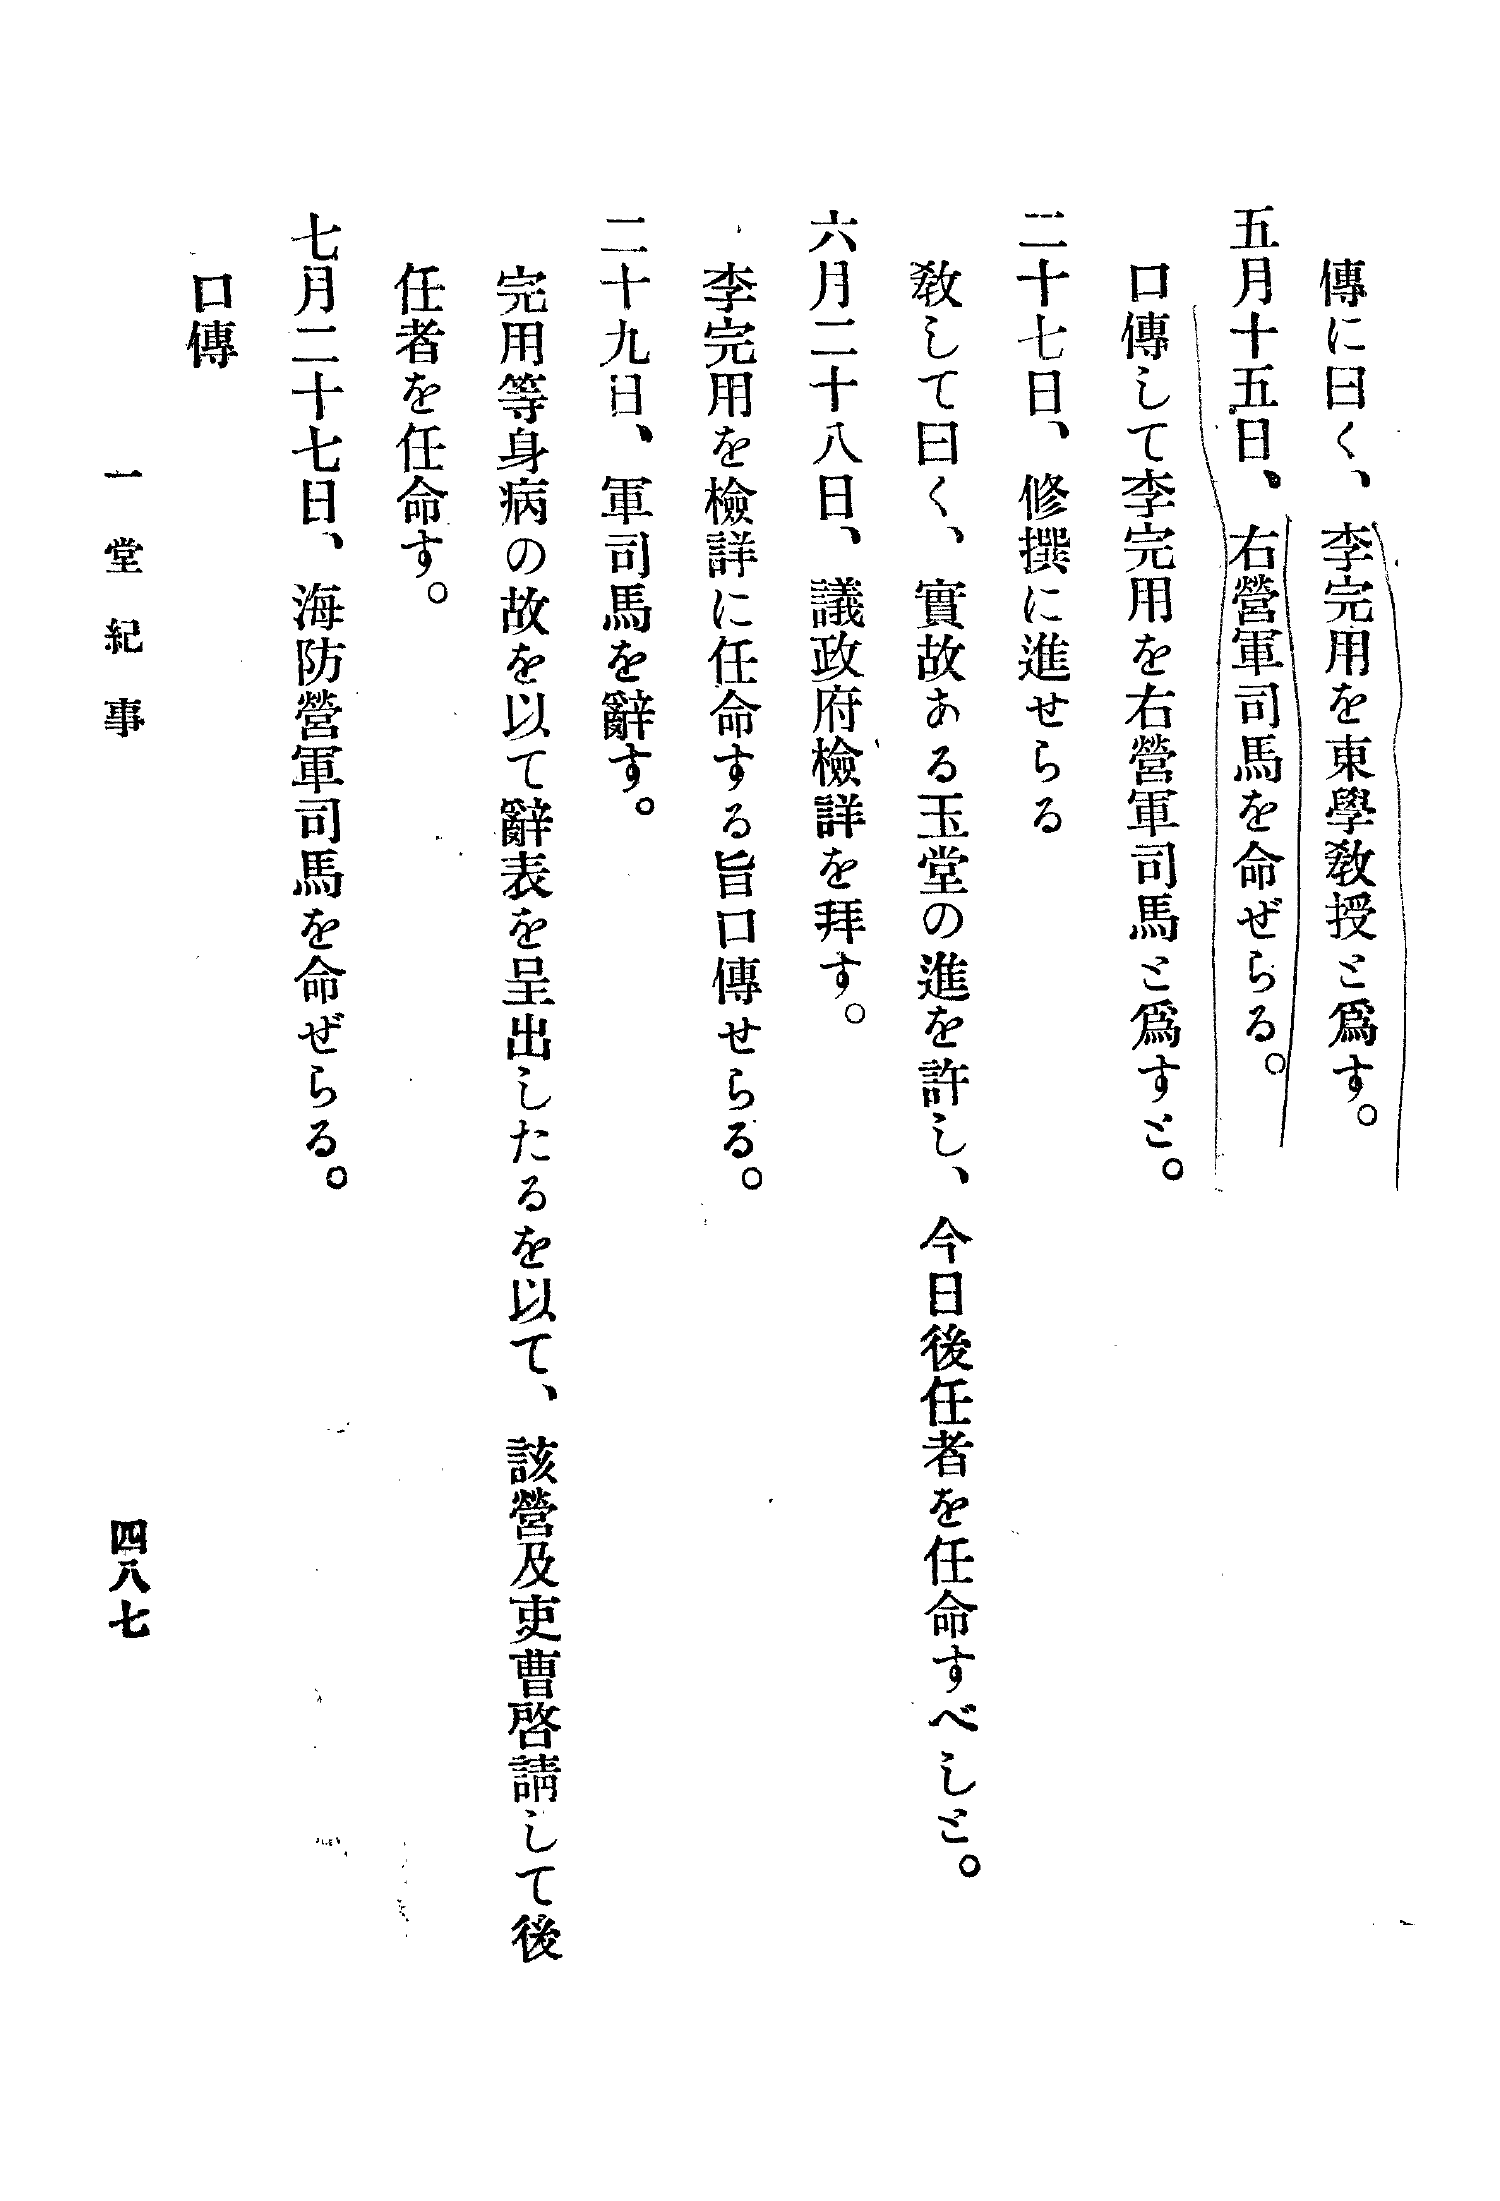 傳に曰く、李完用を東學敎授と爲す。
五月十五日、右營軍司馬を命ぜらる。
口傳して李完用を右營軍司馬と爲すと。
二十七日、修撰に進せらる
敎して曰く、實故ある玉堂の進を許し、今日後任者を任命すべしと。
六月二十八日、議政府檢詳を拜す。
李完用を檢詳に任命する旨口傳せらる。
二十九日、軍司馬を辭す。
完用等身病の故を以て辭表を呈出したるを以て、該營及吏曹啓請して後
任者を任命す。
七月二十七日、海防營軍司馬を命ぜらる。
口傳
一堂紀事
四八七